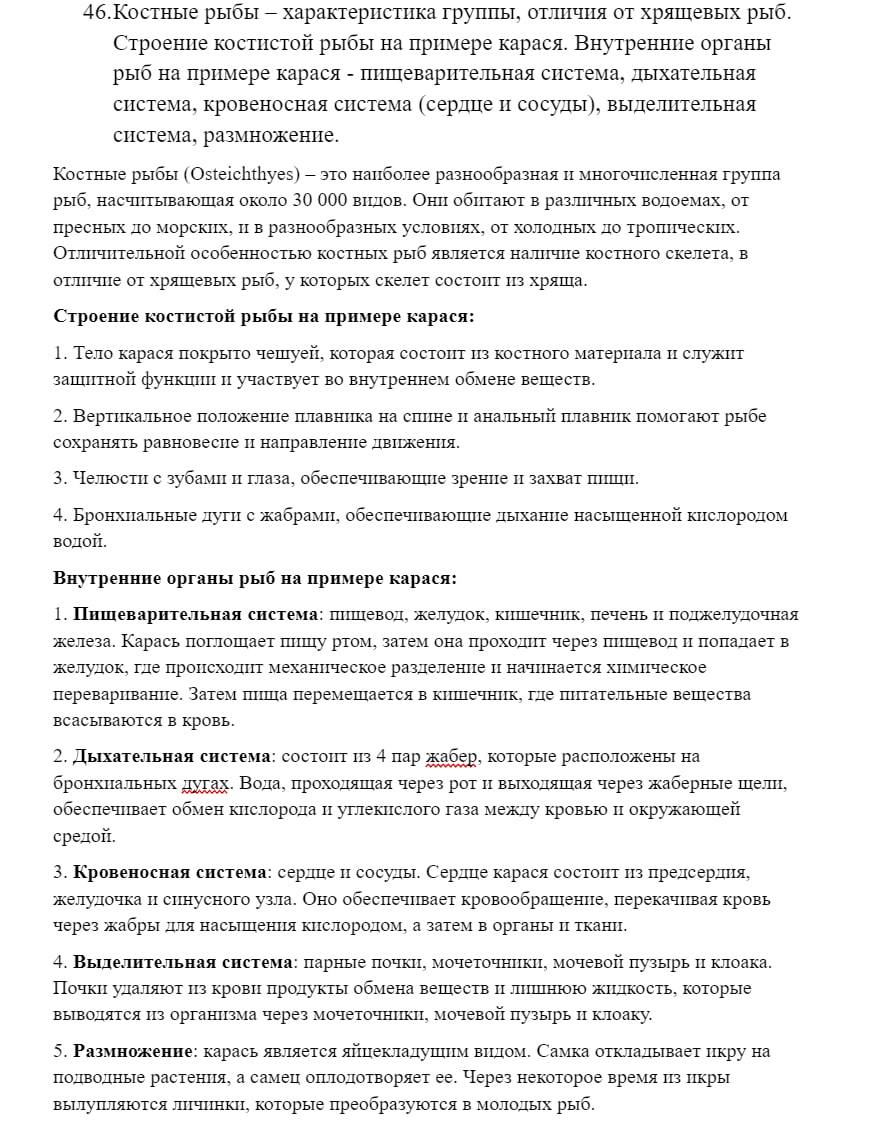 46.Костные рыбы – характеристика группы, отличия от хрящевых рыб.
Строение костистой рыбы на примере карася. Внутренние органы
рыб на примере карася - пищеварительная система, дыхательная
система, кровеносная система (сердце и сосуды), выделительная
система, размножение.
Костные рыбы (Osteichthyes) – это наиболее разнообразная и многочисленная группа
рыб, насчитывающая около 30 000 видов. Они обитают в различных водоемах, от
пресных до морских, и в разнообразных условиях, от холодных до тропических.
Отличительной особенностью костных рыб является наличие костного скелета, в
отличие от хрящевых рыб, у которых скелет состоит из хряща.
Строение костистой рыбы на примере карася:
1. Тело карася покрыто чешуей, которая состоит из костного материала и служит
защитной функции и участвует во внутреннем обмене веществ.
2. Вертикальное положение плавника на спине и анальный плавник помогают рыбе
сохранять равновесие и направление движения.
3. Челюсти с зубами и глаза, обеспечивающие зрение и захват пищи.
4. Бронхиальные дуги с жабрами, обеспечивающие дыхание насыщенной кислородом
водой.
Внутренние органы рыб на примере карася:
1. Пищеварительная система: пищевод, желудок, кишечник, печень и поджелудочная
железа. Карась поглощает пищу ртом, затем она проходит через пищевод и попадает в
желудок, где происходит механическое разделение и начинается химическое
переваривание. Затем пища перемещается в кишечник, где питательные вещества
всасываются в кровь.
2. Дыхательная система: состоит из 4 пар жабер, которые расположены на
бронхиальных дугах. Вода, проходящая через рот и выходящая через жаберные щели,
обеспечивает обмен кислорода и углекислого газа между кровью и окружающей
средой.
3. Кровеносная система: сердце и сосуды. Сердце карася состоит из предсердия,
желудочка и синусного узла. Оно обеспечивает кровообращение, перекачивая кровь
через жабры для насыщения кислородом, а затем в органы и ткани.
4. Выделительная система: парные почки, мочеточники, мочевой пузырь и клоака.
Почки удаляют из крови продукты обмена веществ и лишнюю жидкость, которые
выводятся из организма через мочеточники, мочевой пузырь и клоаку.
5. Размножение: карась является яйцекладущим видом. Самка откладывает икру на
подводные растения, а самец оплодотворяет ее. Через некоторое время из икры
вылупляются личинки, которые преобразуются в молодых рыб.